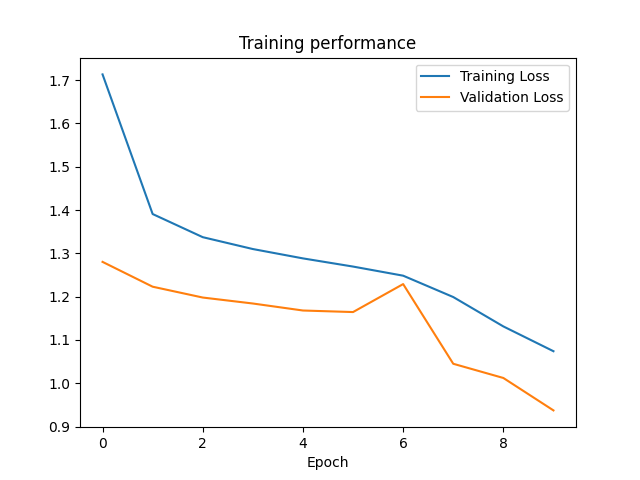 Training performance
Training Loss
Validation Loss
1.7
1.6
1.5
1.4
1.3
1.2
1.1
1.0
0.9
0 2 4 6 8
Epoch